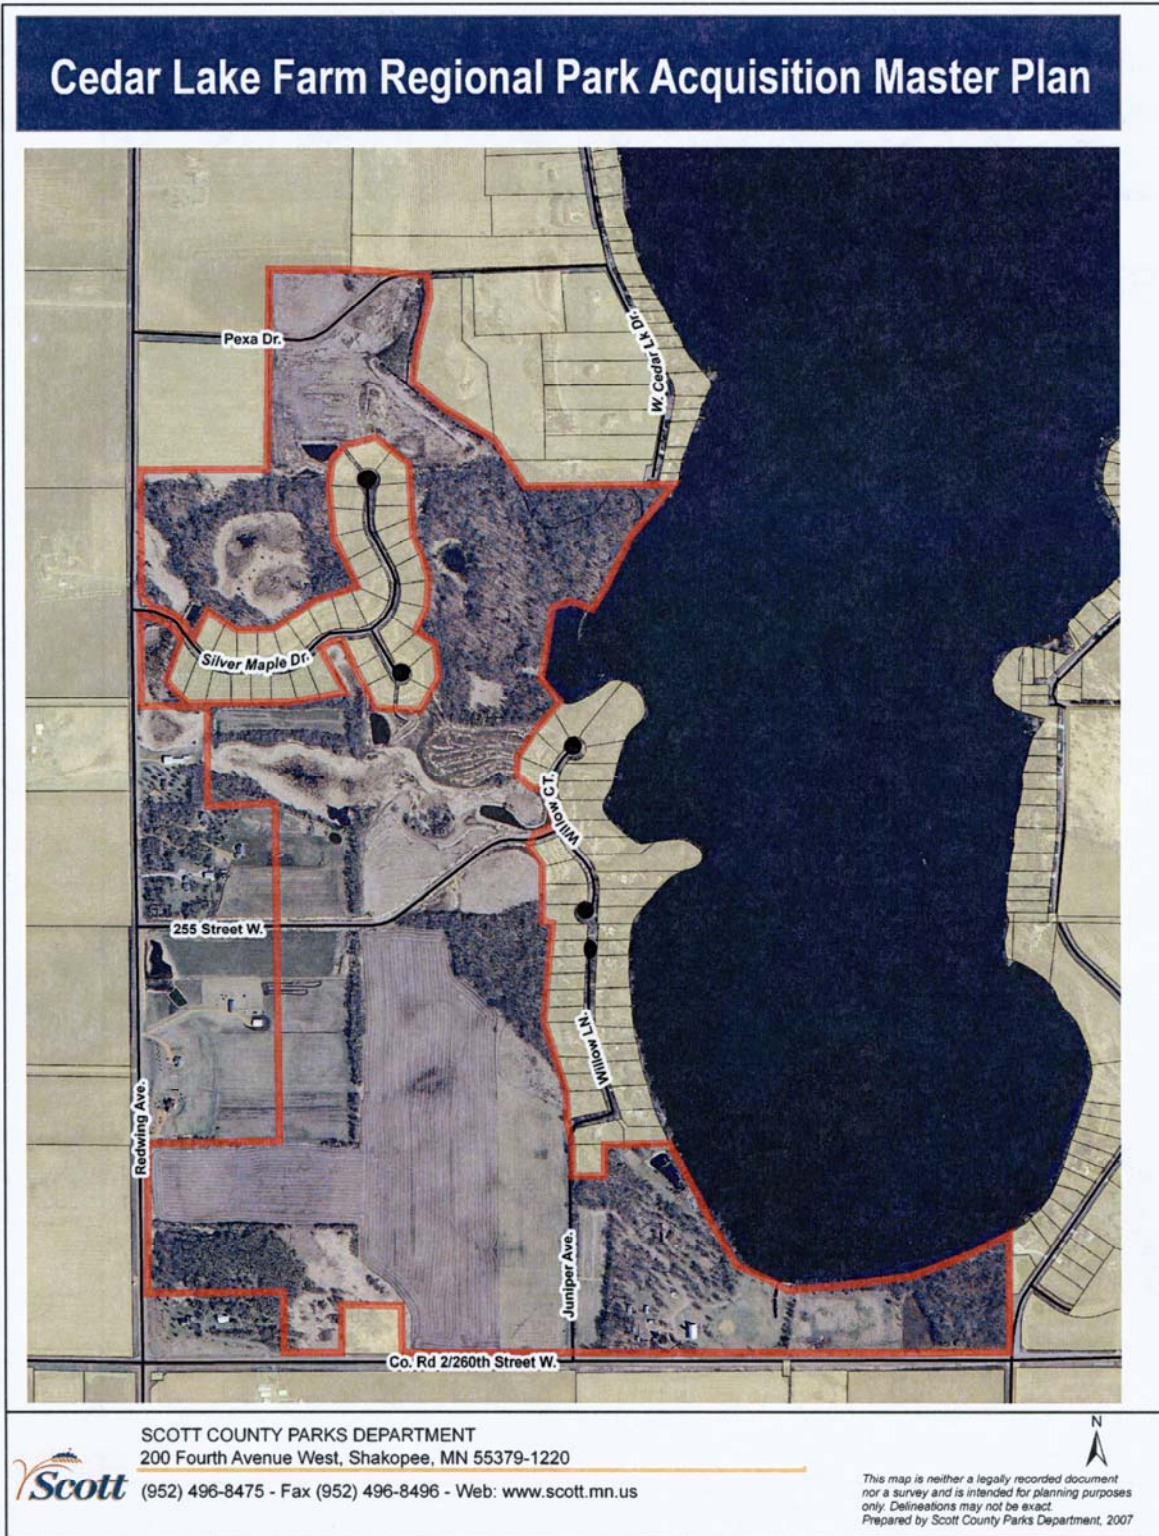 Cedar Lake Farm Regional Park Acquisition Master Plan
Pexa Dr.
W. Cedar Lk Dr.
Silver Maple Dr.
Willow CT.
255 Street W.
Willow LN.
Redwing Ave.
Juniper Ave.
Co. Rd 2/260th Street W.
SCOTT COUNTY PARKS DEPARTMENT
200 Fourth Avenue West, Shakopee, MN 55379-1220
Scott
(952) 496-8475 - Fax (952) 496-8496 - Web: www.scott.mn.us
N
This map is neither a legally recorded document
nor a survey and is intended for planning purposes
only. Delineations may not be exact.
Prepared by Scott County Parks Department, 2007